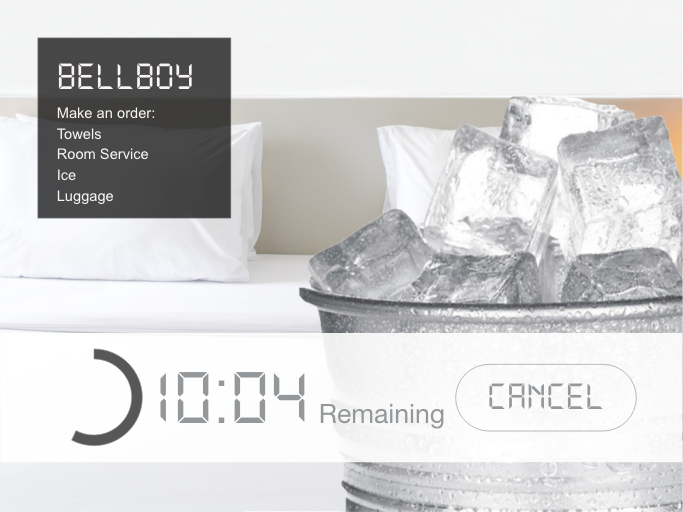 BELLBOY
Make an order:
Towels
Room Service
Ice
Luggage
10:04 Remaining
CANCEL